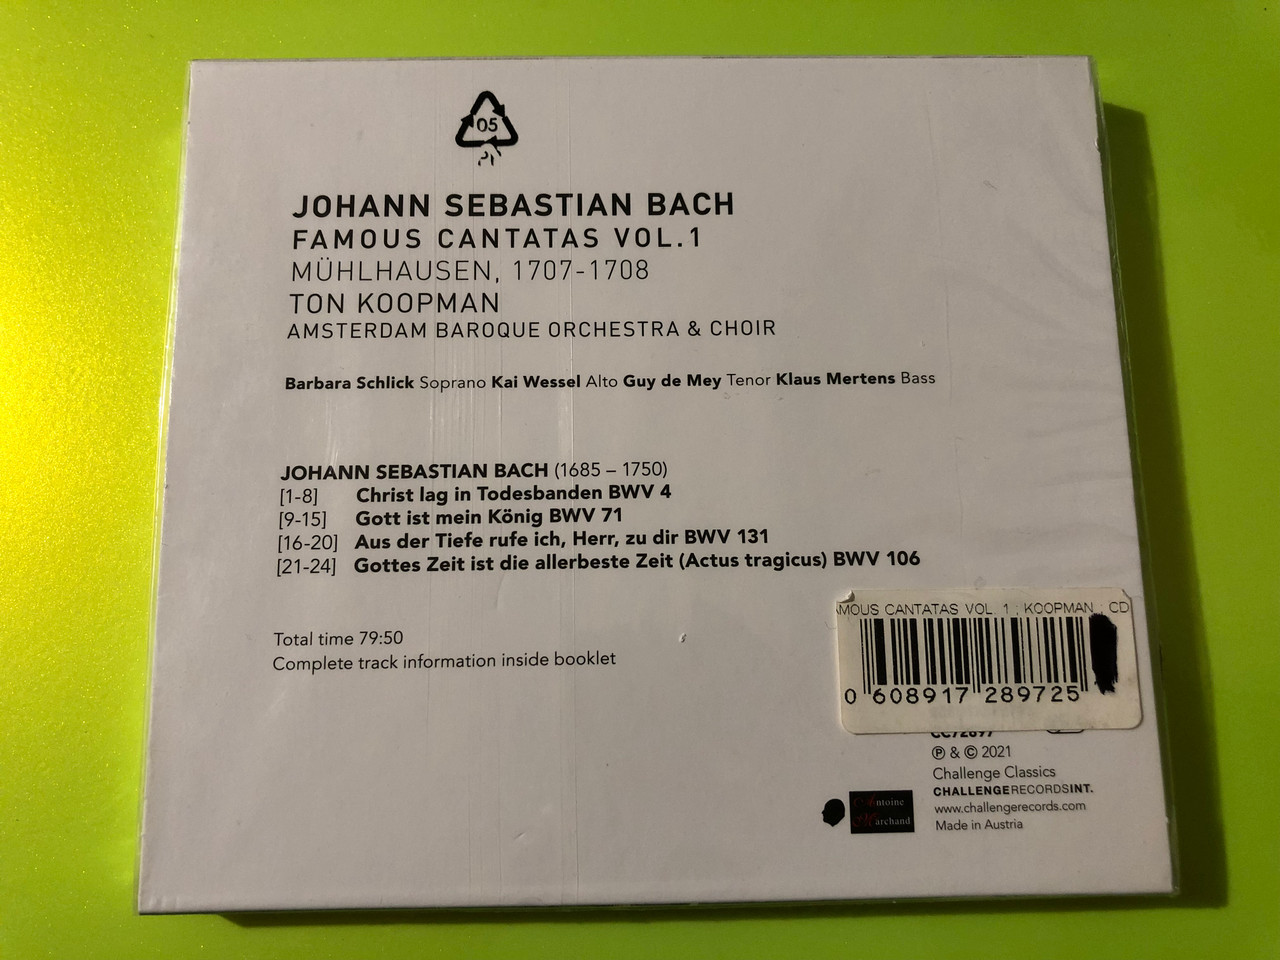 05
JOHANN SEBASTIAN BACH
FAMOUS CANTATAS VOL.1
MÜHLHAUSEN, 1707-1708
TON KOOPMAN
AMSTERDAM BAROQUE ORCHESTRA & CHOIR
Barbara Schlick Soprano Kai Wessel Alto Guy de Mey Tenor Klaus Mertens Bass
JOHANN SEBASTIAN BACH (1685 – 1750)
[1-8] Christ lag in Todesbanden BWV 4
[9-15] Gott ist mein König BWV 71
[16-20] Aus der Tiefe rufe ich, Herr, zu dir BWV 131
[21-24] Gottes Zeit ist die allerbeste Zeit (Actus tragicus) BWV 106
Total time 79:50
Complete track information inside booklet
MOUS CANTATAS VOL. 1 ; KOOPMAN ; CD
0 608917 289725
℗ & © 2021
Challenge Classics
CHALLENGERECORDSINT.
www.challengerecords.com
Made in Austria
Antoine
Marchand